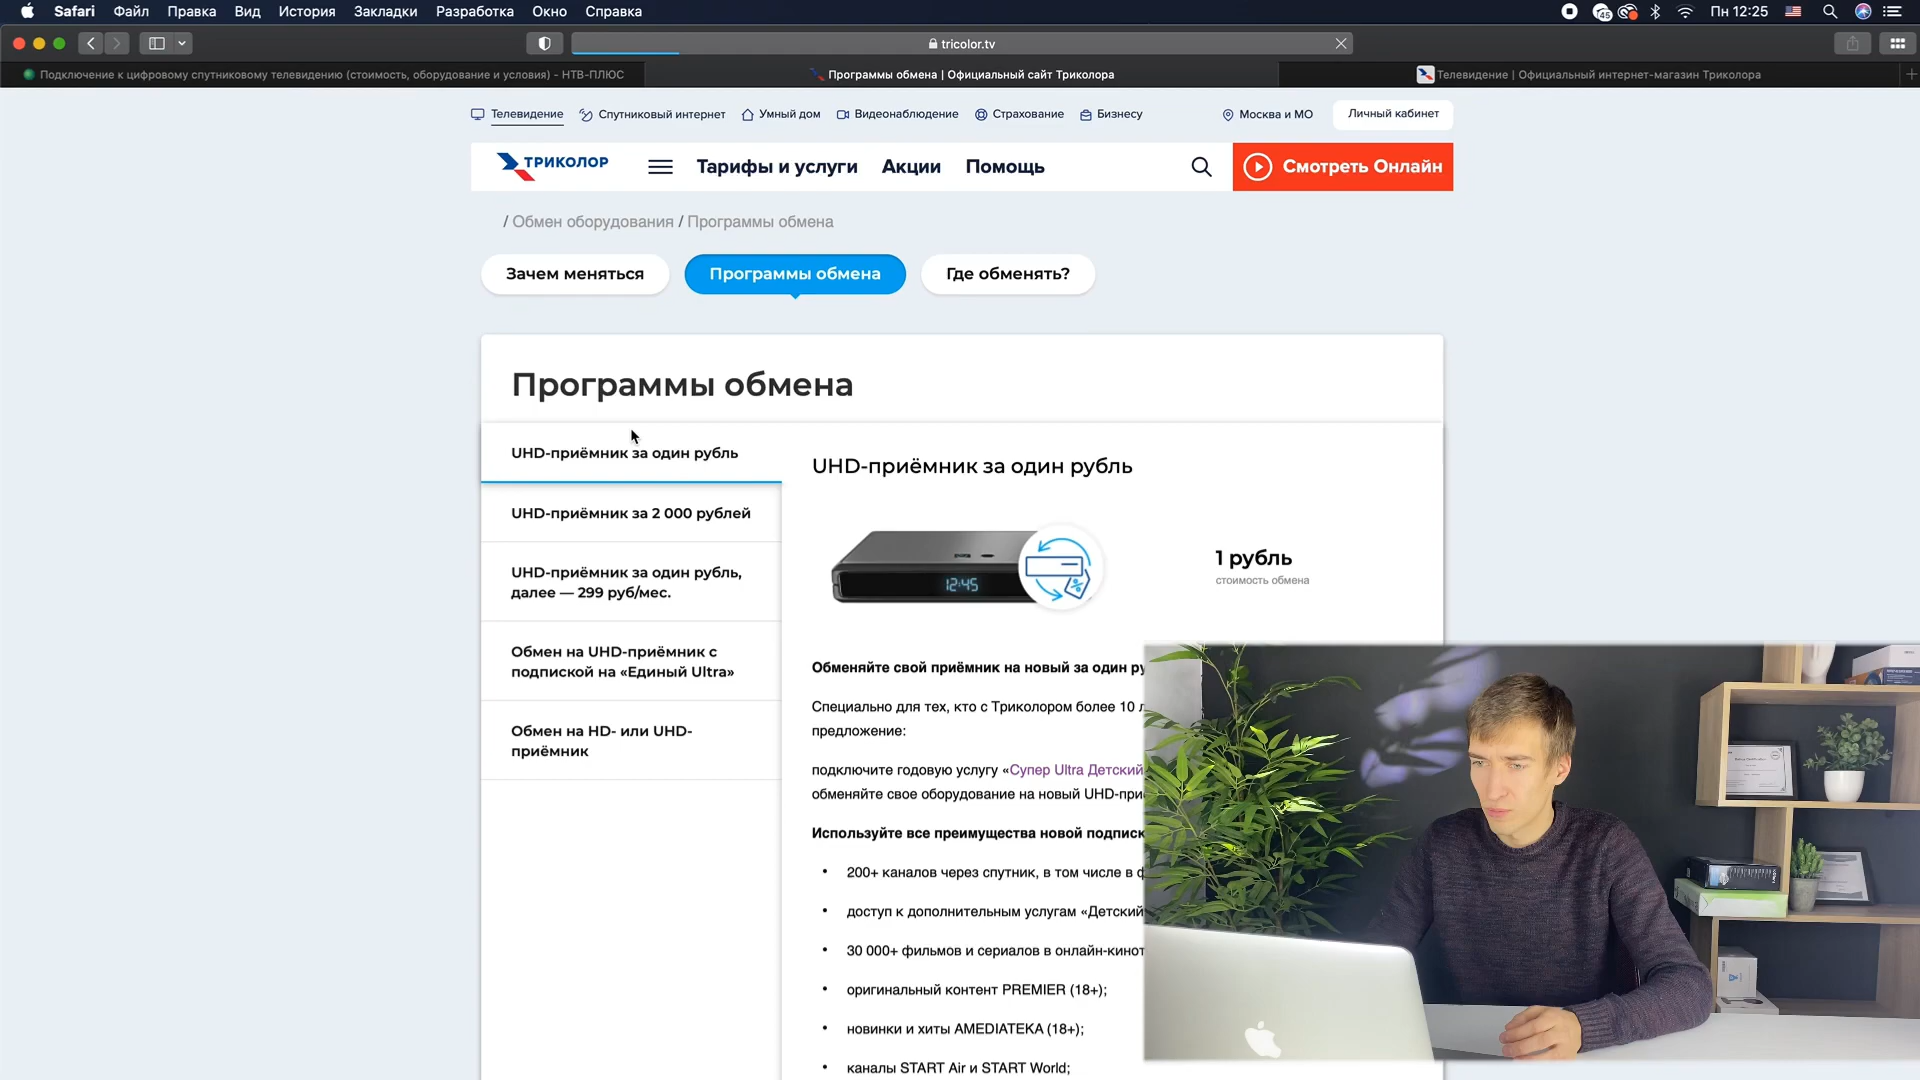 Safari Файл Правка Вид История Закладки Разработка Окно Справка
45 Пн 12:25
tricolor.tv
Подключение к цифровому спутниковому телевидению (стоимость, оборудование и условия) - НТВ-ПЛЮС
Программы обмена | Официальный сайт Триколора
Телевидение | Официальный интернет-магазин Триколора
Телевидение Спутниковый интернет Умный дом Видеонаблюдение Страхование Бизнесу Москва и МО Личный кабинет
ТРИКОЛОР Тарифы и услуги Акции Помощь Смотреть Онлайн
/ Обмен оборудования / Программы обмена
Зачем меняться Программы обмена Где обменять?
Программы обмена
UHD-приёмник за один рубль
UHD-приёмник за 2 000 рублей
UHD-приёмник за один рубль,
далее — 299 руб/мес.
Обмен на UHD-приёмник с
подпиской на «Единый Ultra»
Обмен на HD- или UHD-
приёмник
UHD-приёмник за один рубль
12:45
1 рубль
стоимость обмена
Обменяйте свой приёмник на новый за один ру
Специально для тех, кто с Триколором более 10 л
предложение:
подключите годовую услугу «Супер Ultra Детский
обменяйте свое оборудование на новый UHD-при
Используйте все преимущества новой подписк
• 200+ каналов через спутник, в том числе в ф
• доступ к дополнительным услугам «Детский
• 30 000+ фильмов и сериалов в онлайн-кинот
• оригинальный контент PREMIER (18+);
• новинки и хиты AMEDIATEKA (18+);
• каналы START Air и START World;